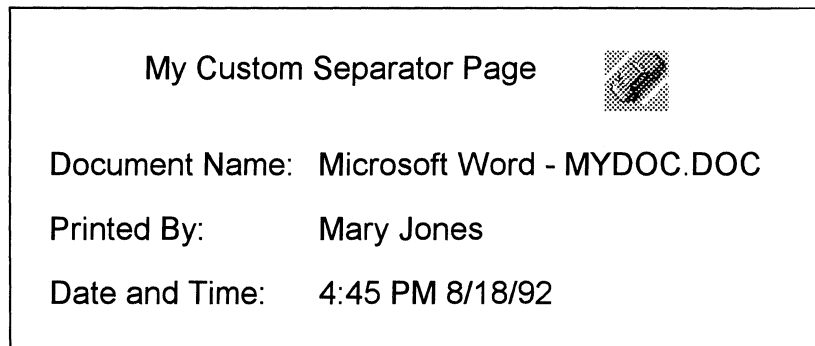 My Custom Separator Page
Document Name: Microsoft Word - MYDOC.DOC
Printed By: Mary Jones
Date and Time: 4:45 PM 8/18/92